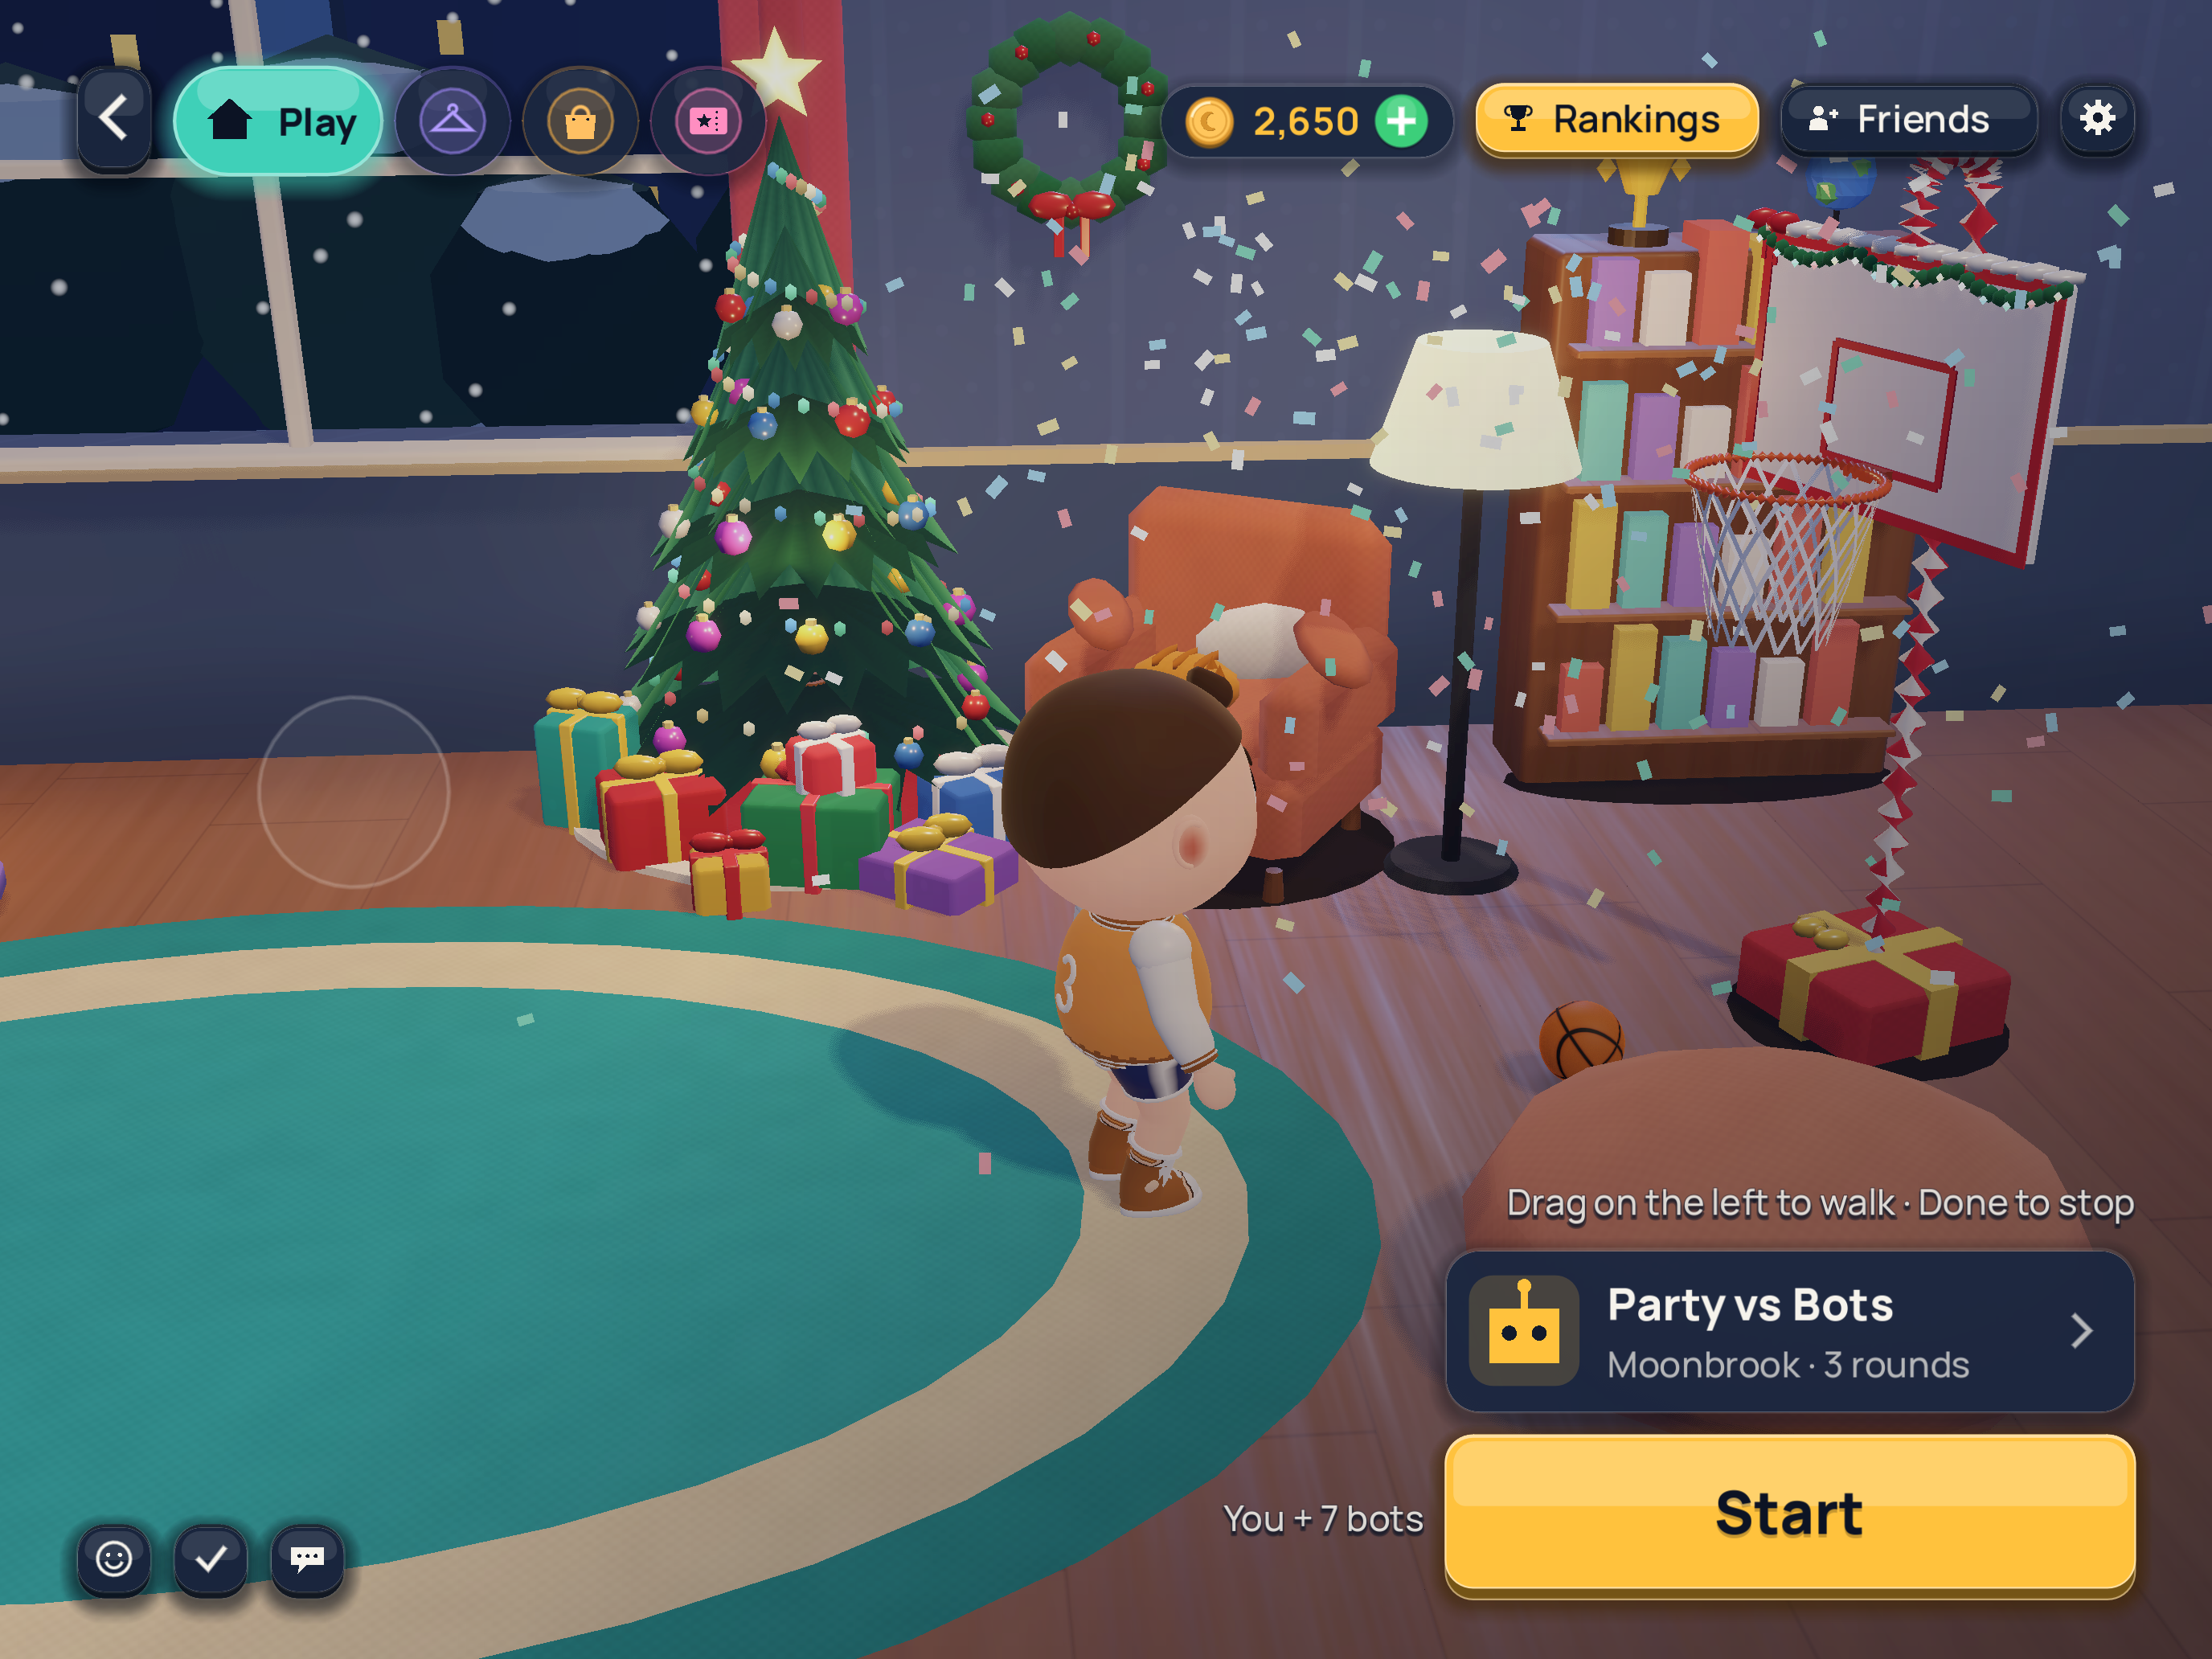 Play
2,650
Rankings
Friends
3
Drag on the left to walk · Done to stop
Party vs Bots
Moonbrook · 3 rounds
You + 7 bots
Start